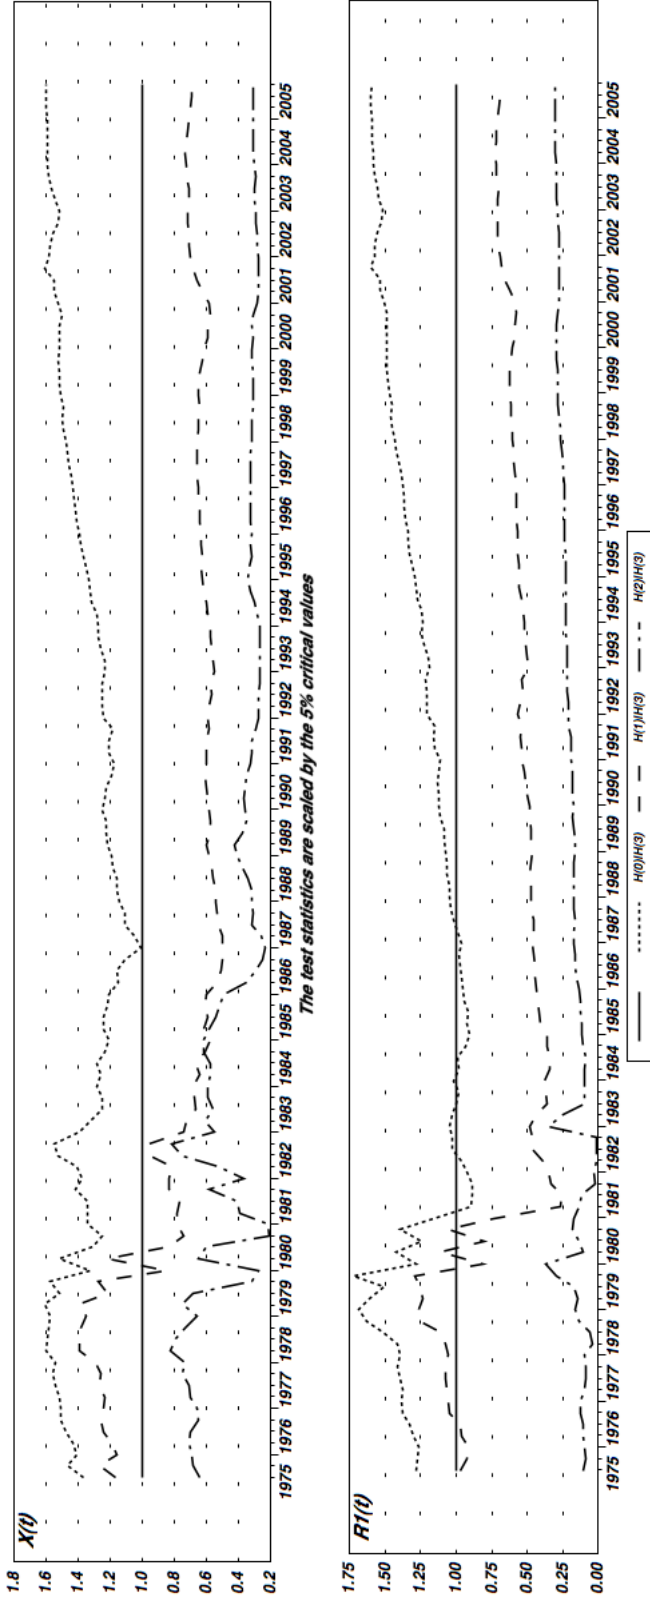 X(t)
1.8
1.6
1.4
1.2
1.0
0.8
0.6
0.4
0.2
1975 1976 1977 1978 1979 1980 1981 1982 1983 1984 1985 1986 1987 1988 1989 1990 1991 1992 1993 1994 1995 1996 1997 1998 1999 2000 2001 2002 2003 2004 2005
The test statistics are scaled by the 5% critical values
R1(t)
1.75
1.50
1.25
1.00
0.75
0.50
0.25
0.00
1975 1976 1977 1978 1979 1980 1981 1982 1983 1984 1985 1986 1987 1988 1989 1990 1991 1992 1993 1994 1995 1996 1997 1998 1999 2000 2001 2002 2003 2004 2005
H(0)|H(3) H(1)|H(3) H(2)|H(3)